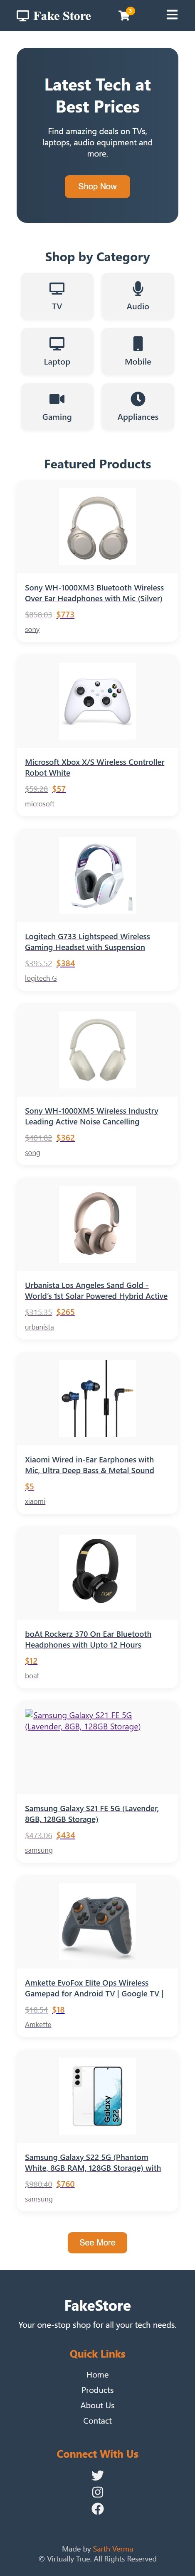 Fake Store
3
Latest Tech at
Best Prices
Find amazing deals on TVs,
laptops, audio equipment and
more.
Shop Now
Shop by Category
TV
Audio
Laptop
Mobile
Gaming
Appliances
Featured Products
Sony WH-1000XM3 Bluetooth Wireless
Over Ear Headphones with Mic (Silver)
$858.03 $773
sony
Microsoft Xbox X/S Wireless Controller
Robot White
$59.28 $57
microsoft
Logitech G733 Lightspeed Wireless
Gaming Headset with Suspension
$395.52 $384
logitech G
Sony WH-1000XM5 Wireless Industry
Leading Active Noise Cancelling
$401.82 $362
song
Urbanista Los Angeles Sand Gold -
World's 1st Solar Powered Hybrid Active
$315.35 $265
urbanista
Xiaomi Wired in-Ear Earphones with
Mic, Ultra Deep Bass & Metal Sound
$5
xiaomi
boAt Rockerz 370 On Ear Bluetooth
Headphones with Upto 12 Hours
$12
boat
Samsung Galaxy S21 FE 5G
(Lavender, 8GB, 128GB Storage)
Samsung Galaxy S21 FE 5G (Lavender,
8GB, 128GB Storage)
$473.06 $434
samsung
Amkette EvoFox Elite Ops Wireless
Gamepad for Android TV | Google TV |
$18.54 $18
Amkette
Galaxy
S22
Samsung Galaxy S22 5G (Phantom
White, 8GB RAM, 128GB Storage) with
$980.40 $760
samsung
See More
FakeStore
Your one-stop shop for all your tech needs.
Quick Links
Home
Products
About Us
Contact
Connect With Us
Made by Sarth Verma
© Virtually True. All Rights Reserved